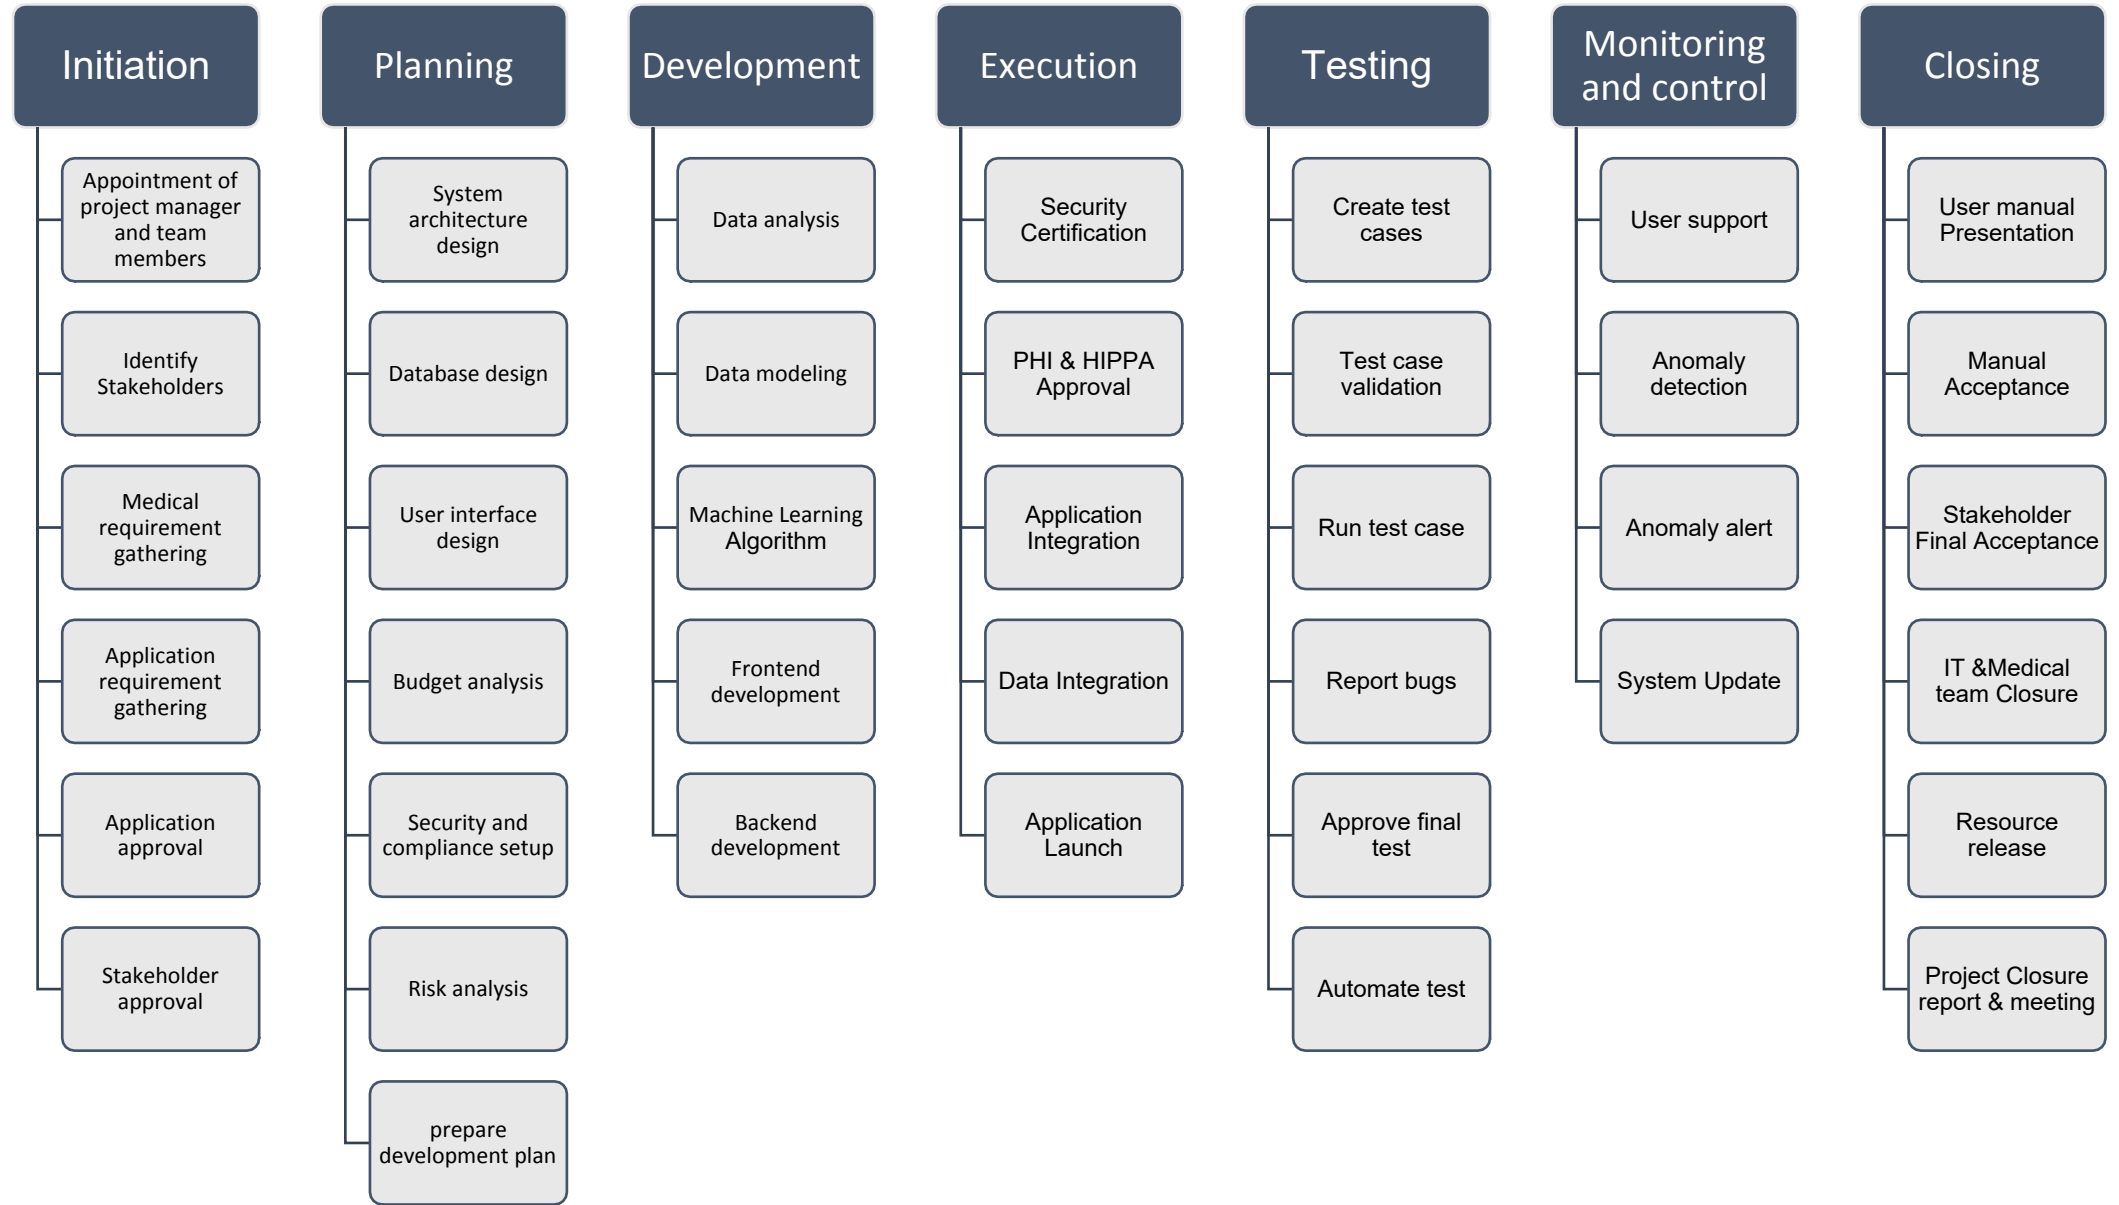 Initiation
Appointment of
project manager
and team
members
Identify
Stakeholders
Medical
requirement
gathering
Application
requirement
gathering
Application
approval
Stakeholder
approval
Planning
System
architecture
design
Database design
User interface
design
Budget analysis
Security and
compliance setup
Risk analysis
prepare
development plan
Development
Data analysis
Data modeling
Machine Learning
Algorithm
Frontend
development
Backend
development
Execution
Security
Certification
PHI & HIPPA
Approval
Application
Integration
Data Integration
Application
Launch
Testing
Create test
cases
Test case
validation
Run test case
Report bugs
Approve final
test
Automate test
Monitoring
and control
User support
Anomaly
detection
Anomaly alert
System Update
Closing
User manual
Presentation
Manual
Acceptance
Stakeholder
Final Acceptance
IT &Medical
team Closure
Resource
release
Project Closure
report & meeting